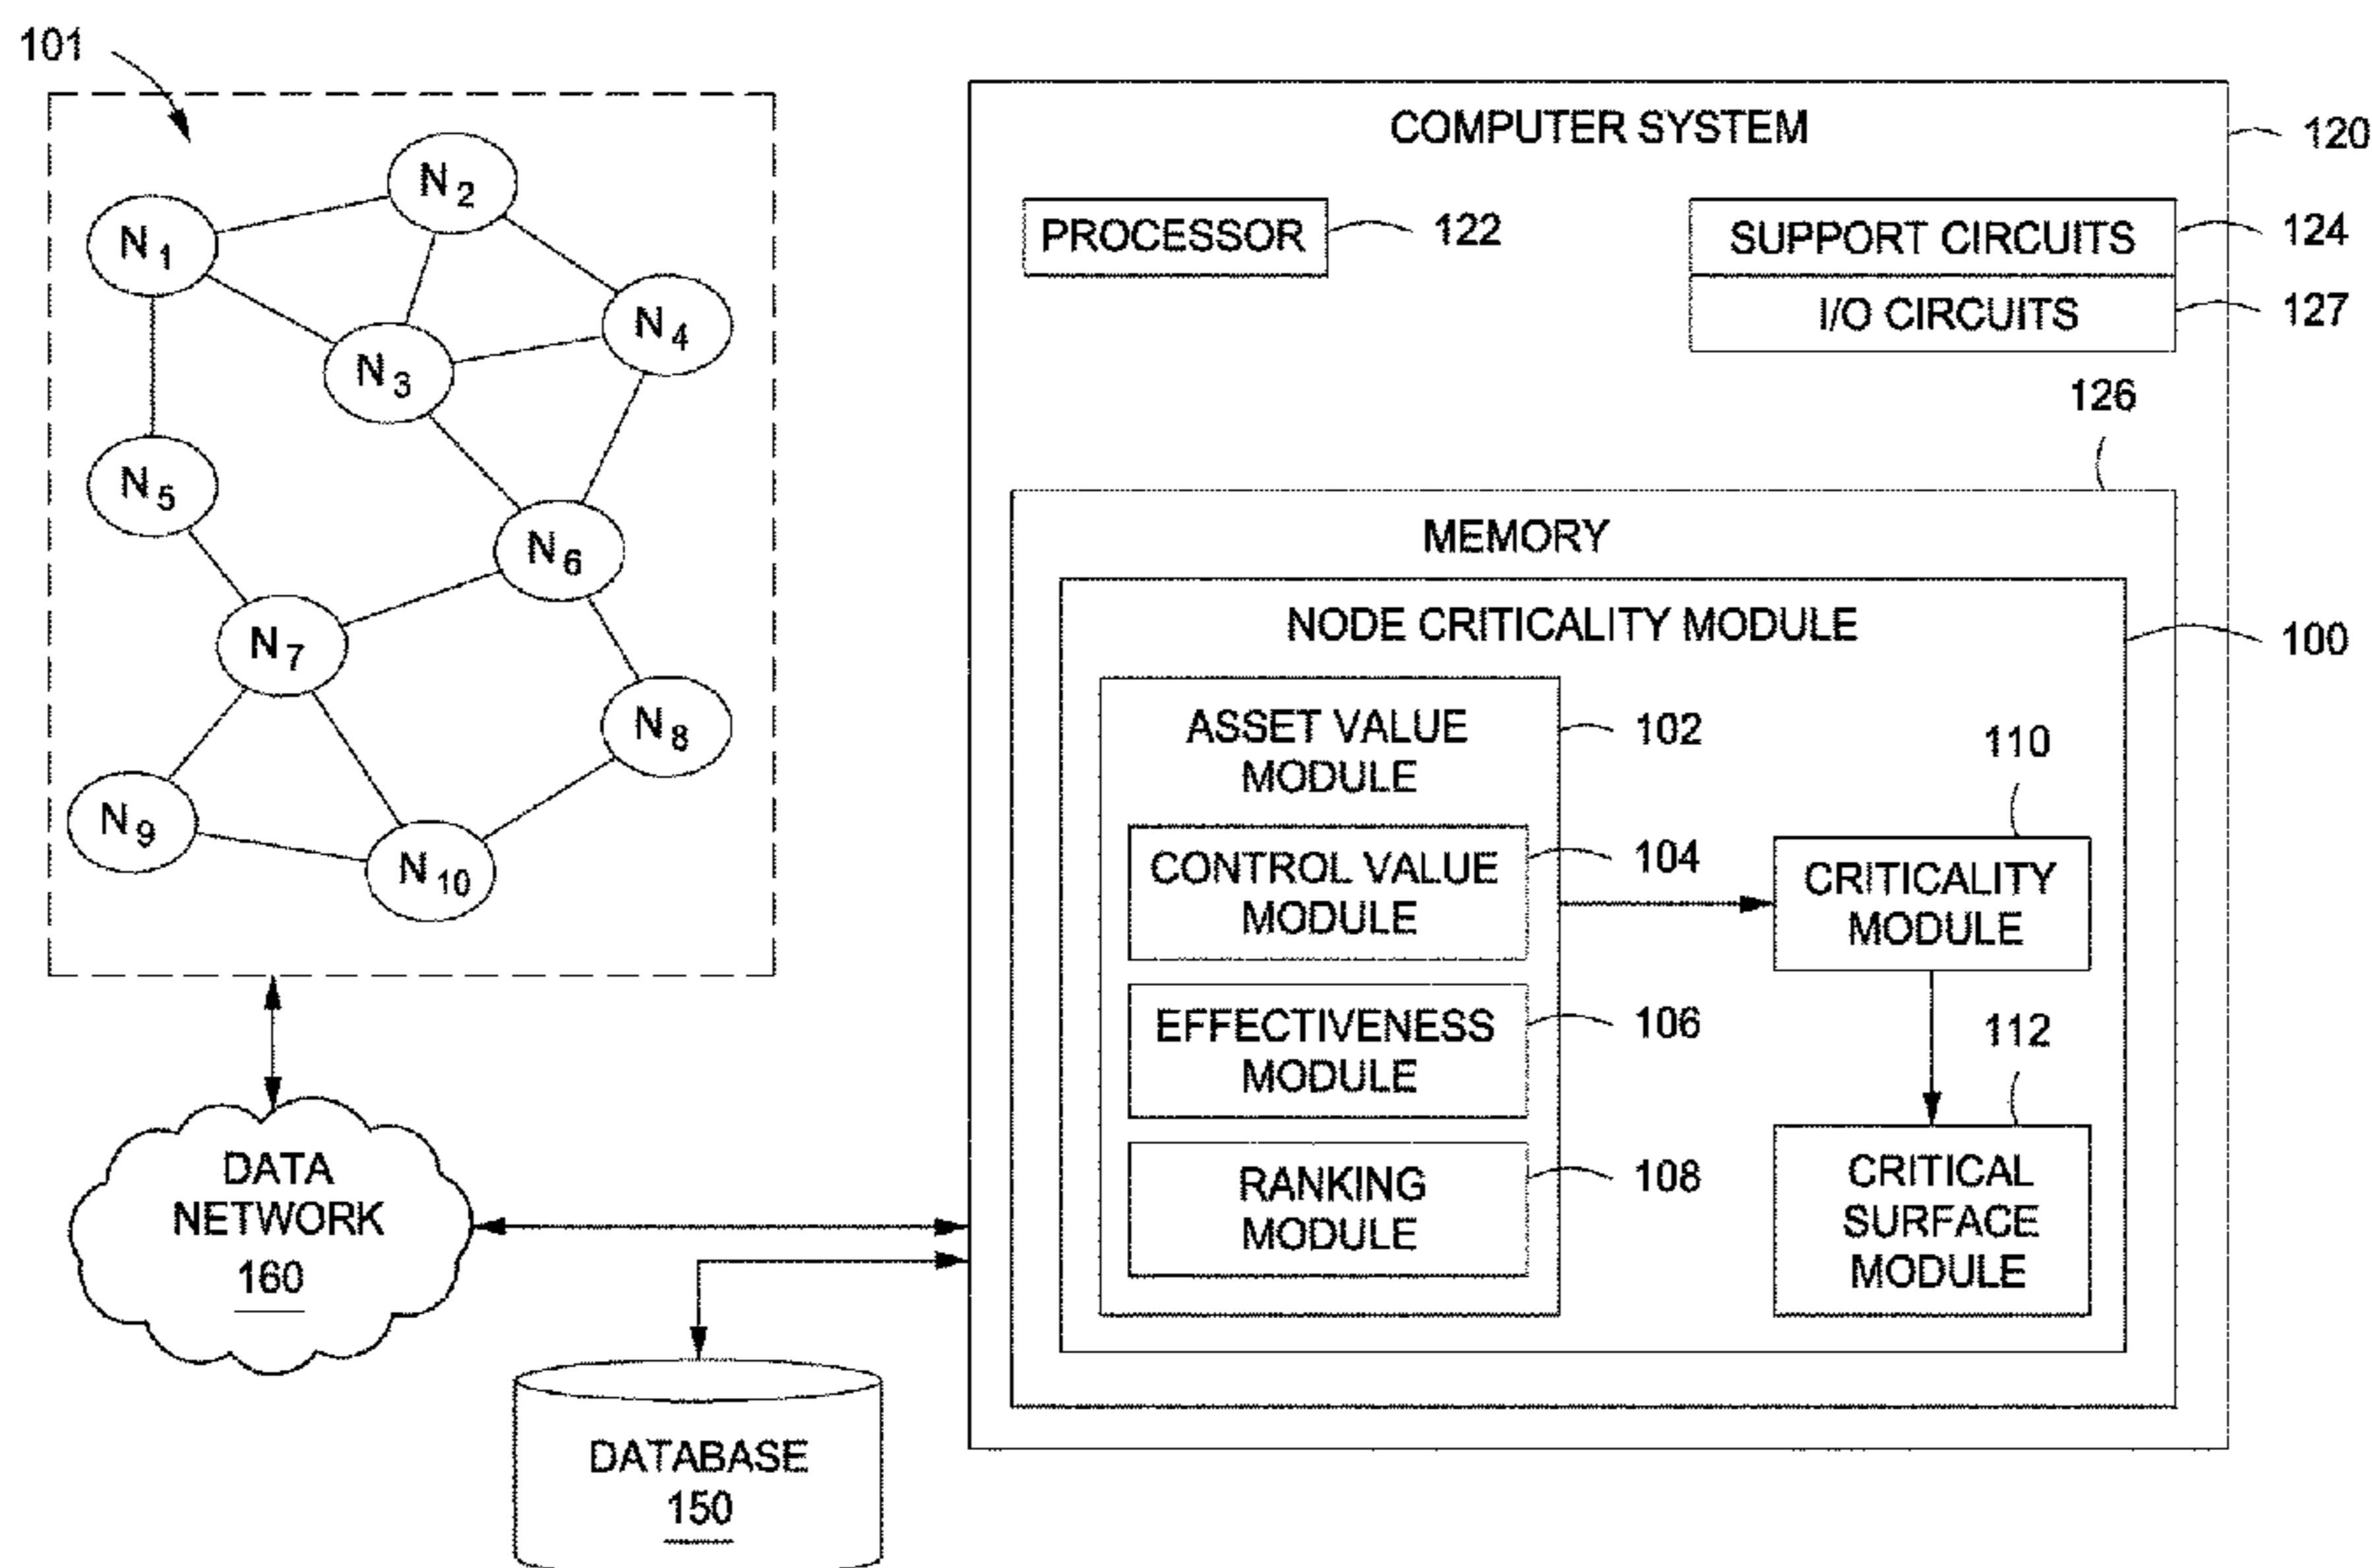 101
N1
N2
N3
N4
N5
N6
N7
N8
N9
N10
DATA
NETWORK
160
DATABASE
150
COMPUTER SYSTEM
120
PROCESSOR
122
SUPPORT CIRCUITS
124
I/O CIRCUITS
127
126
MEMORY
NODE CRITICALITY MODULE
100
ASSET VALUE
MODULE
102
CONTROL VALUE
MODULE
104
EFFECTIVENESS
MODULE
106
RANKING
MODULE
108
110
CRITICALITY
MODULE
112
CRITICAL
SURFACE
MODULE